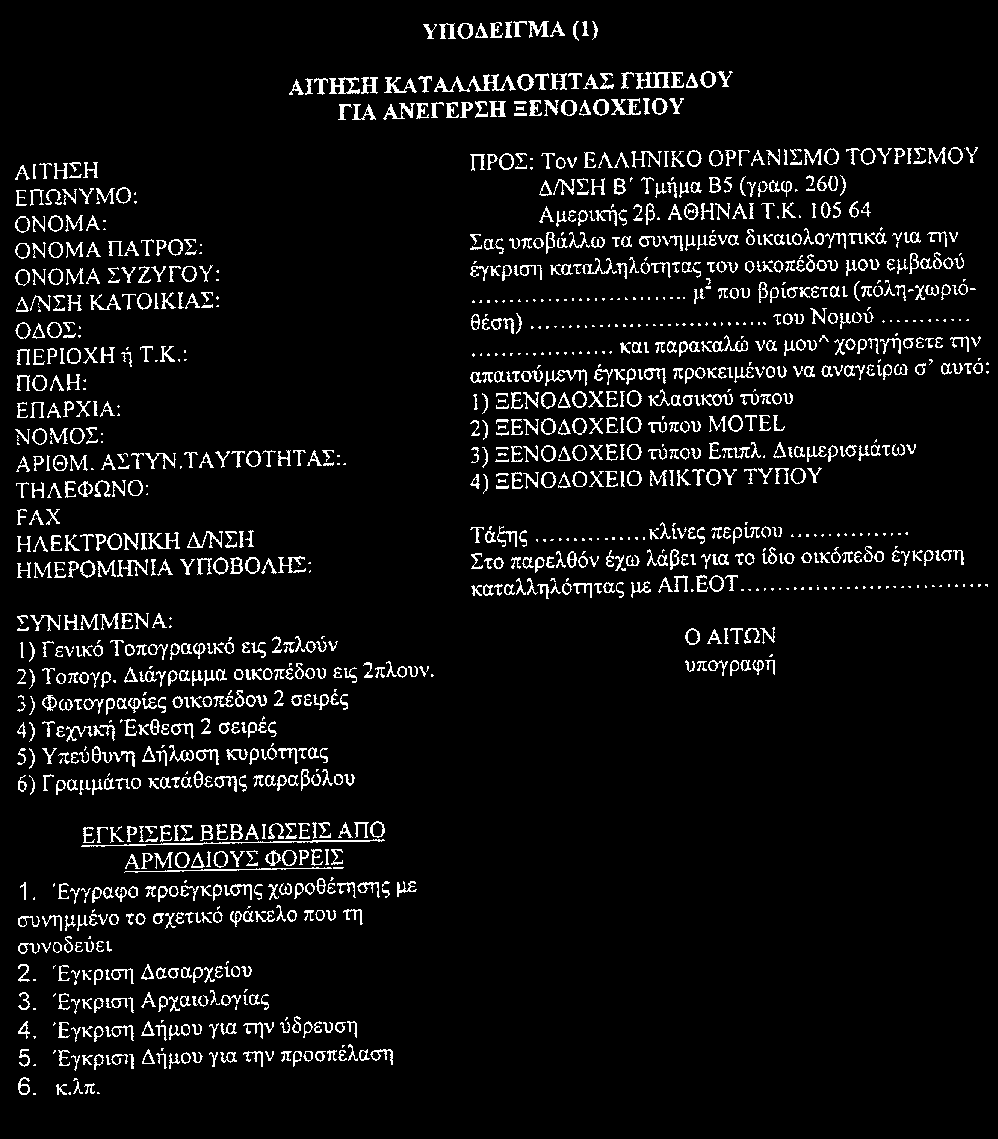 ΥΠΟΔΕΙΓΜΑ (1)
ΑΙΤΗΣΗ ΚΑΤΑΛΛΗΛΟΤΗΤΑΣ ΓΗΠΕΔΟΥ
ΓΙΑ ΑΝΕΓΕΡΣΗ ΞΕΝΟΔΟΧΕΙΟΥ
ΑΙΤΗΣΗ
ΕΠΩΝΥΜΟ:
ΟΝΟΜΑ:
ΟΝΟΜΑ ΠΑΤΡΟΣ:
ΟΝΟΜΑ ΣΥΖΥΓΟΥ:
Δ/ΝΣΗ ΚΑΤΟΙΚΙΑΣ:
ΟΔΟΣ:
ΠΕΡΙΟΧΗ ή Τ.Κ.:
ΠΟΛΗ:
ΕΠΑΡΧΙΑ:
ΝΟΜΟΣ:
ΑΡΙΘΜ. ΑΣΤΥΝ.ΤΑΥΤΟΤΗΤΑΣ:.
ΤΗΛΕΦΩΝΟ:
FAX
ΗΛΕΚΤΡΟΝΙΚΗ Δ/ΝΣΗ
ΗΜΕΡΟΜΗΝΙΑ ΥΠΟΒΟΛΗΣ:
ΣΥΝΗΜΜΕΝΑ:
1) Γενικό Τοπογραφικό εις 2πλούν
2) Τοπογρ. Διάγραμμα οικοπέδου εις 2πλουν.
3) Φωτογραφίες οικοπέδου 2 σειρές
4) Τεχνική Έκθεση 2 σειρές
5) Υπεύθυνη Δήλωση κυριότητας
6) Γραμμάτιο κατάθεσης παραβόλου
ΕΓΚΡΙΣΕΙΣ ΒΕΒΑΙΩΣΕΙΣ ΑΠΟ
ΑΡΜΟΔΙΟΥΣ ΦΟΡΕΙΣ
1. Έγγραφο προέγκρισης χωροθέτησης με
συνημμένο το σχετικό φάκελο που τη
συνοδεύει
2. Έγκριση Δασαρχείου
3. Έγκριση Αρχαιολογίας
4. Έγκριση Δήμου για την ύδρευση
5. Έγκριση Δήμου για την προσπέλαση
6. κ.λπ.
ΠΡΟΣ: Τον ΕΛΛΗΝΙΚΟ ΟΡΓΑΝΙΣΜΟ ΤΟΥΡΙΣΜΟΥ
Δ/ΝΣΗ Β΄ Τμήμα Β5 (γραφ. 260)
Αμερικής 2β. ΑΘΗΝΑΙ Τ.Κ. 105 64
Σας υποβάλλω τα συνημμένα δικαιολογητικά για την
έγκριση καταλληλότητας του οικοπέδου μου εμβαδού
................................. μ² που βρίσκεται (πόλη-χωριό-
θέση) ................................... του Νομού ............
..................... και παρακαλώ να μου^ χορηγήσετε την
απαιτούμενη έγκριση προκειμένου να αναγείρω σ' αυτό:
1) ΞΕΝΟΔΟΧΕΙΟ κλασικού τύπου
2) ΞΕΝΟΔΟΧΕΙΟ τύπου MOTEL
3) ΞΕΝΟΔΟΧΕΙΟ τύπου Επιπλ. Διαμερισμάτων
4) ΞΕΝΟΔΟΧΕΙΟ ΜΙΚΤΟΥ ΤΥΠΟΥ
Τάξης ................κλίνες περίπου ................
Στο παρελθόν έχω λάβει για το ίδιο οικόπεδο έγκριση
καταλληλότητας με ΑΠ.ΕΟΤ...................................
Ο ΑΙΤΩΝ
υπογραφή